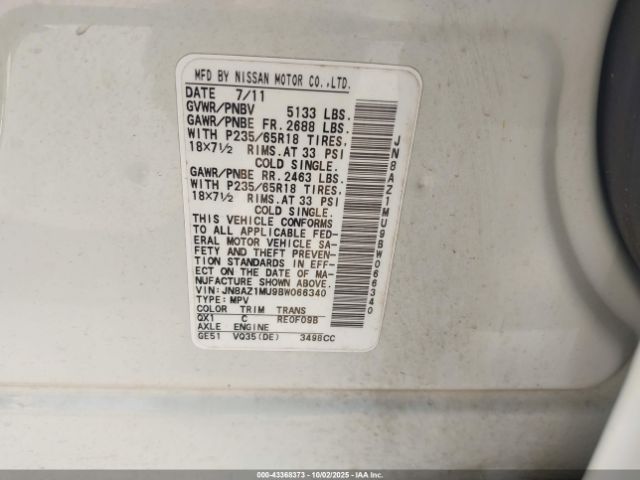 MFD BY NISSAN MOTOR CO.,LTD.
DATE 7/11
GVWR/PNBV 5133 LBS.
GAWR/PNBE FR. 2688 LBS.
WITH P235/65R18 TIRES,
18X7½ RIMS. AT 33 PSI
COLD SINGLE.
GAWR/PNBE RR. 2463 LBS.
WITH P235/65R18 TIRES,
18X7½ RIMS. AT 33 PSI
COLD SINGLE.
THIS VEHICLE CONFORMS
TO ALL APPLICABLE FED-
ERAL MOTOR VEHICLE SA-
FETY AND THEFT PREVEN-
TION STANDARDS IN EFF-
ECT ON THE DATE OF MA-
NUFACTURE SHOWN ABOVE.
VIN: JN8AZ1MU9BW066340
TYPE: MPV
COLOR TRIM TRANS
QX1 C RE0F09B
AXLE ENGINE
GE51 VQ35(DE) 3498CC
JN8AZ1MU9BW066340
000-43368373 - 10/02/2025 - IAAI.com